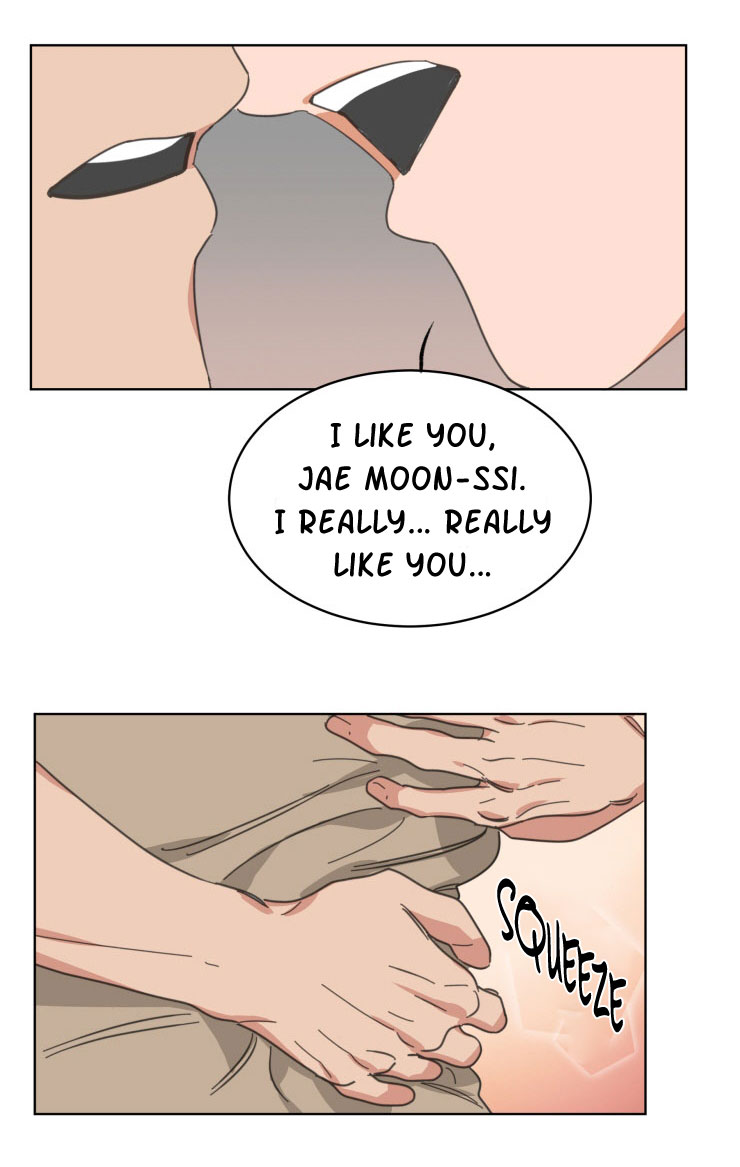 I LIKE YOU,
JAE MOON-SSI.
I REALLY... REALLY
LIKE YOU...
SQUEEZE